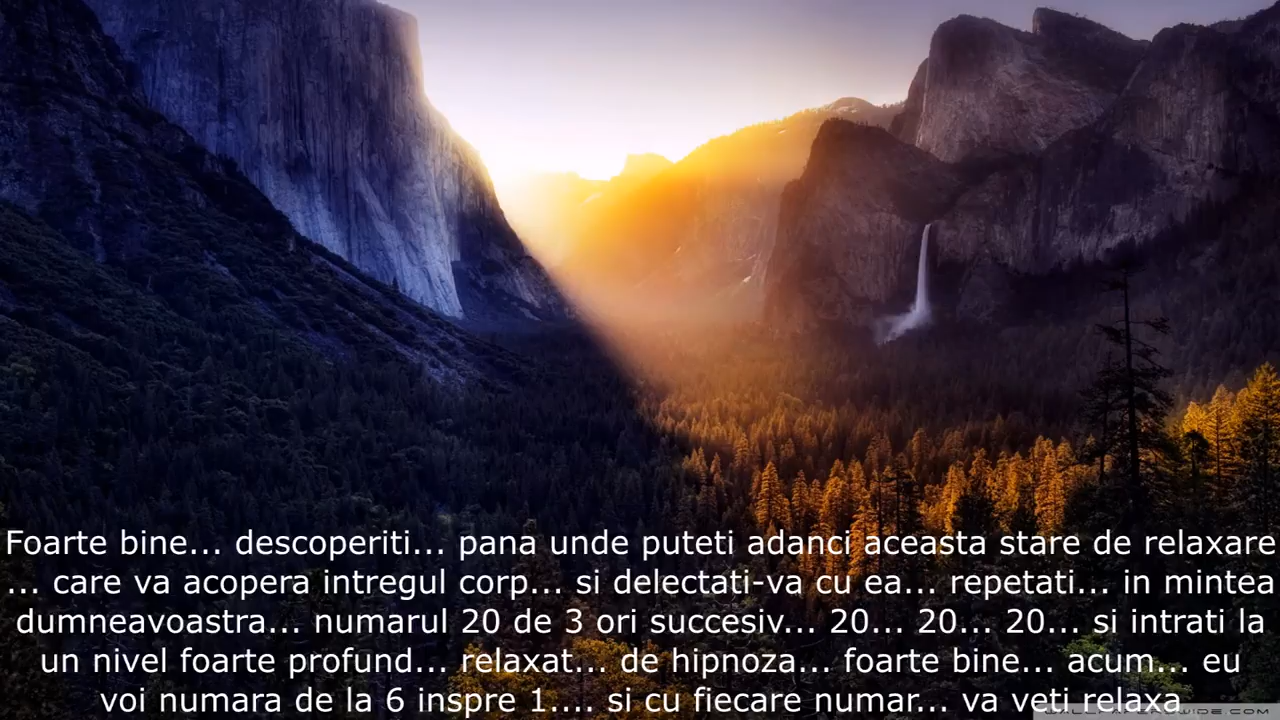 Foarte bine... descoperiti... pana unde puteti adanci aceasta stare de relaxare
... care va acopera intregul corp... si delectati-va cu ea... repetati... in mintea
dumneavoastra... numarul 20 de 3 ori succesiv... 20... 20... 20... si intrati la
un nivel foarte profund... relaxat... de hipnoza... foarte bine... acum... eu
voi numara de la 6 inspre 1.... si cu fiecare numar... va veti relaxa